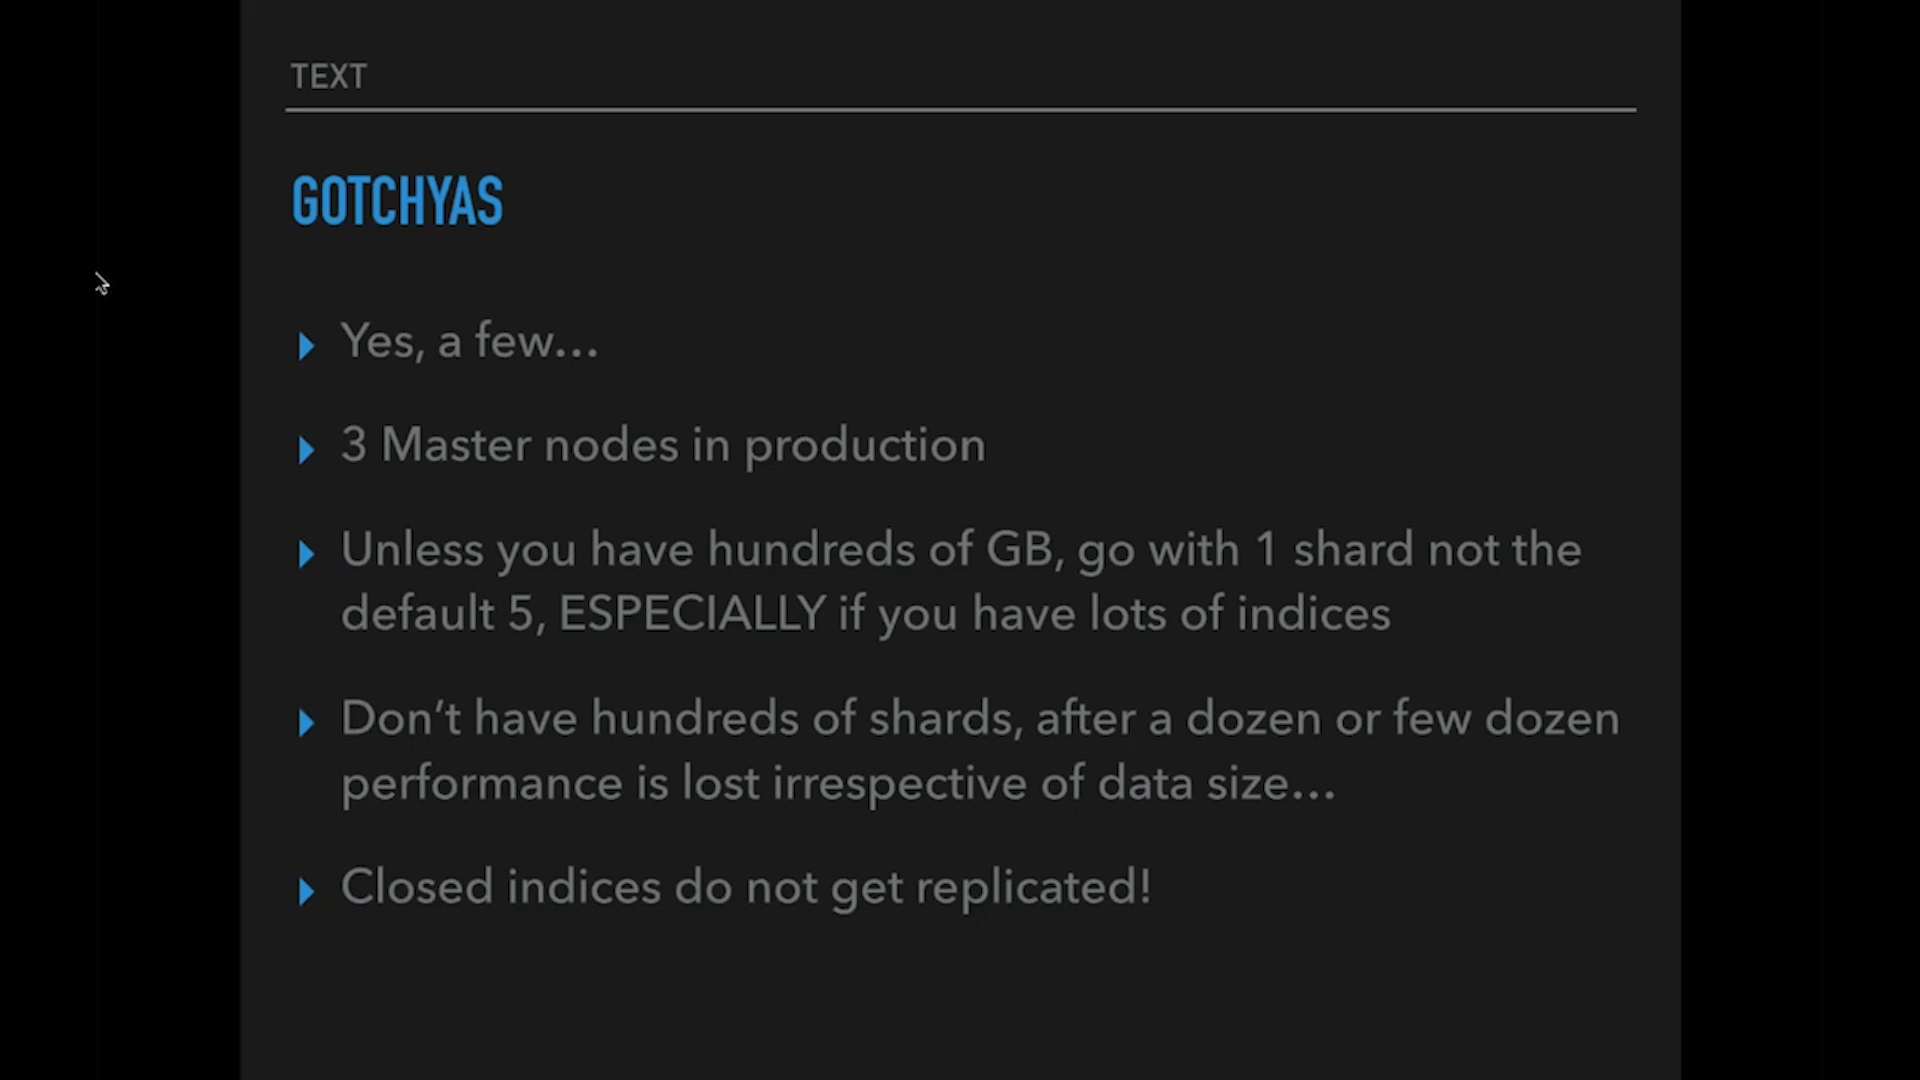 TEXT
GOTCHYAS
Yes, a few…
3 Master nodes in production
Unless you have hundreds of GB, go with 1 shard not the
default 5, ESPECIALLY if you have lots of indices
Don’t have hundreds of shards, after a dozen or few dozen
performance is lost irrespective of data size…
Closed indices do not get replicated!